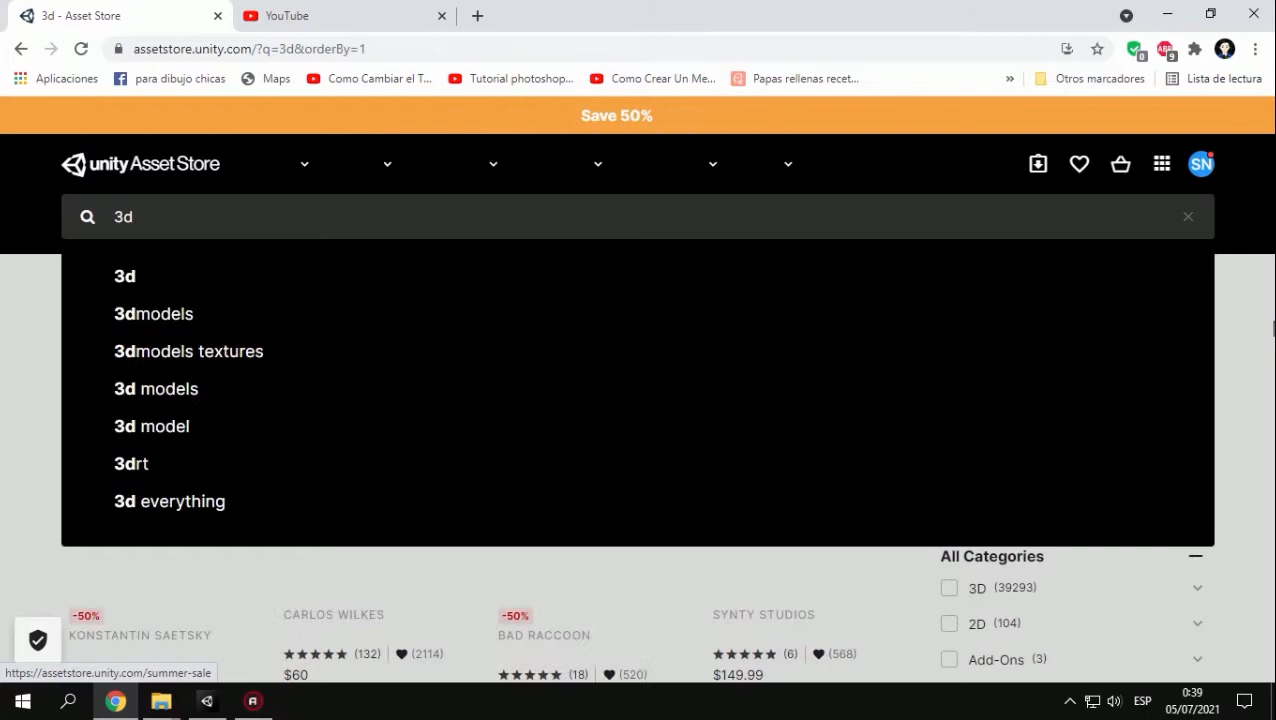 3d - Asset Store
YouTube
assetstore.unity.com/?q=3d&orderBy=1
0
ABP
9
Aplicaciones
para dibujo chicas
Maps
Como Cambiar el T...
Tutorial photoshop...
Como Crear Un Me...
Papas rellenas recet...
»
Otros marcadores
Lista de lectura
Save 50%
unity Asset Store
SN
3d
3d
3dmodels
3dmodels textures
3d models
3d model
3drt
3d everything
All Categories
3D (39293)
2D (104)
Add-Ons (3)
-50%
KONSTANTIN SAETSKY
CARLOS WILKES
★★★★★ (132) (2114)
$60
-50%
BAD RACCOON
★★★★★ (18) (520)
SYNTY STUDIOS
★★★★★ (6) (568)
$149.99
https://assetstore.unity.com/summer-sale
ESP
0:39
05/07/2021